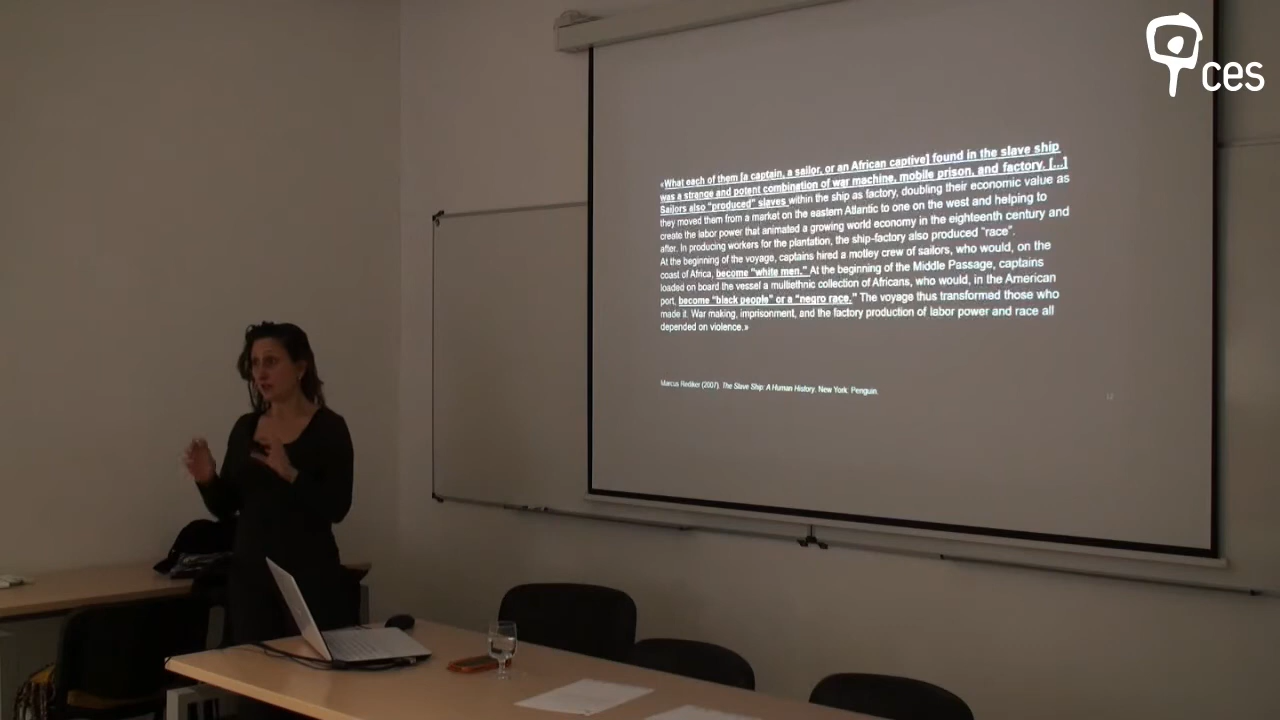 ces
«What each of them [a captain, a sailor, or an African captive] found in the slave ship
was a strange and potent combination of war machine, mobile prison, and factory. [...]
Sailors also "produced" slaves within the ship as factory, doubling their economic value as
they moved them from a market on the eastern Atlantic to one on the west and helping to
create the labor power that animated a growing world economy in the eighteenth century and
after. In producing workers for the plantation, the ship-factory also produced "race".
At the beginning of the voyage, captains hired a motley crew of sailors, who would, on the
coast of Africa, become "white men." At the beginning of the Middle Passage, captains
loaded on board the vessel a multiethnic collection of Africans, who would, in the American
port, become "black people" or a "negro race." The voyage thus transformed those who
made it. War making, imprisonment, and the factory production of labor power and race all
depended on violence.»
Marcus Rediker (2007). The Slave Ship: A Human History. New York: Penguin.
12